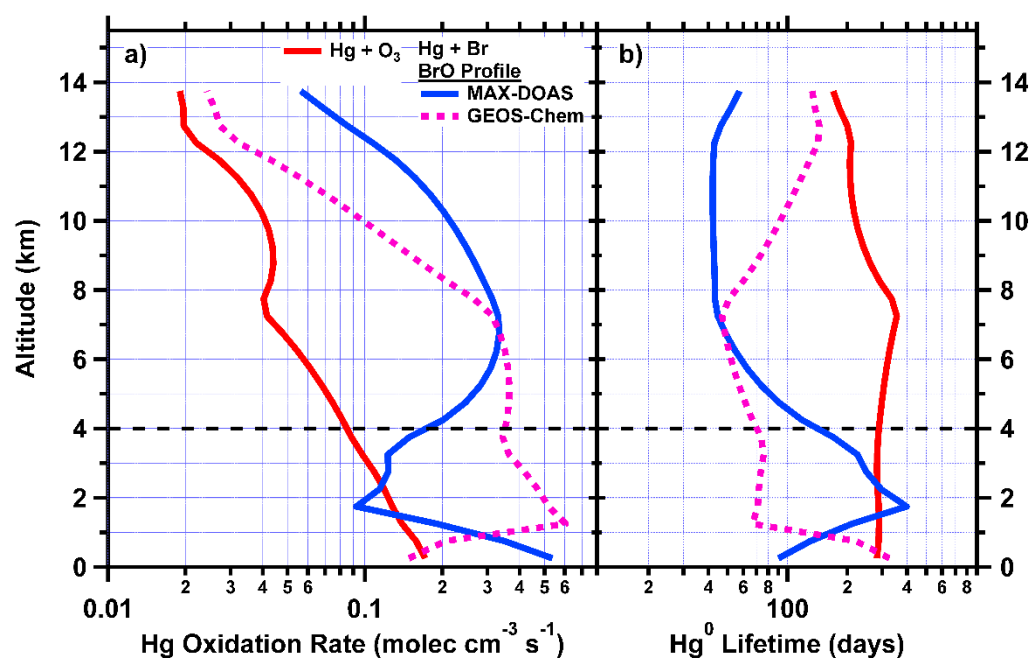 a)
Hg + O3
Hg + Br
BrO Profile
MAX-DOAS
GEOS-Chem
b)
14 14
12 12
10 10
8 8
6 6
4 4
2 2
0 0
Altitude (km)
0.01 2 3 4 5 6 0.1 2 3 4 5 6
2 4 6 8 100 2 4 6 8
Hg Oxidation Rate (molec cm⁻³ s⁻¹)
Hg⁰ Lifetime (days)